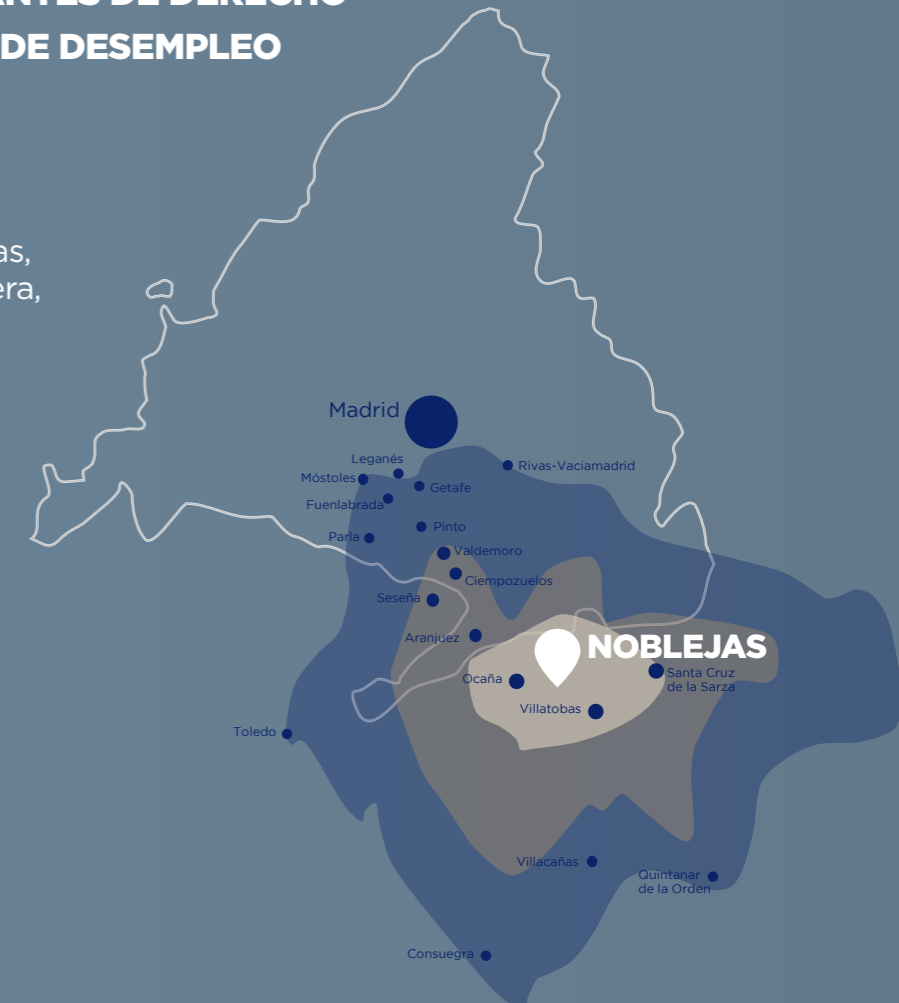 DE DESEMPLEO
Madrid
Leganés
Rivas-Vaciamadrid
Móstoles
Getafe
Fuenlabrada
Pinto
Parla
Valdemoro
Ciempozuelos
Seseña
Aranjuez
NOBLEJAS
Ocaña
Santa Cruz
de la Sarza
Villatobas
Toledo
Villacañas
Quintanar
de la Orden
Consuegra